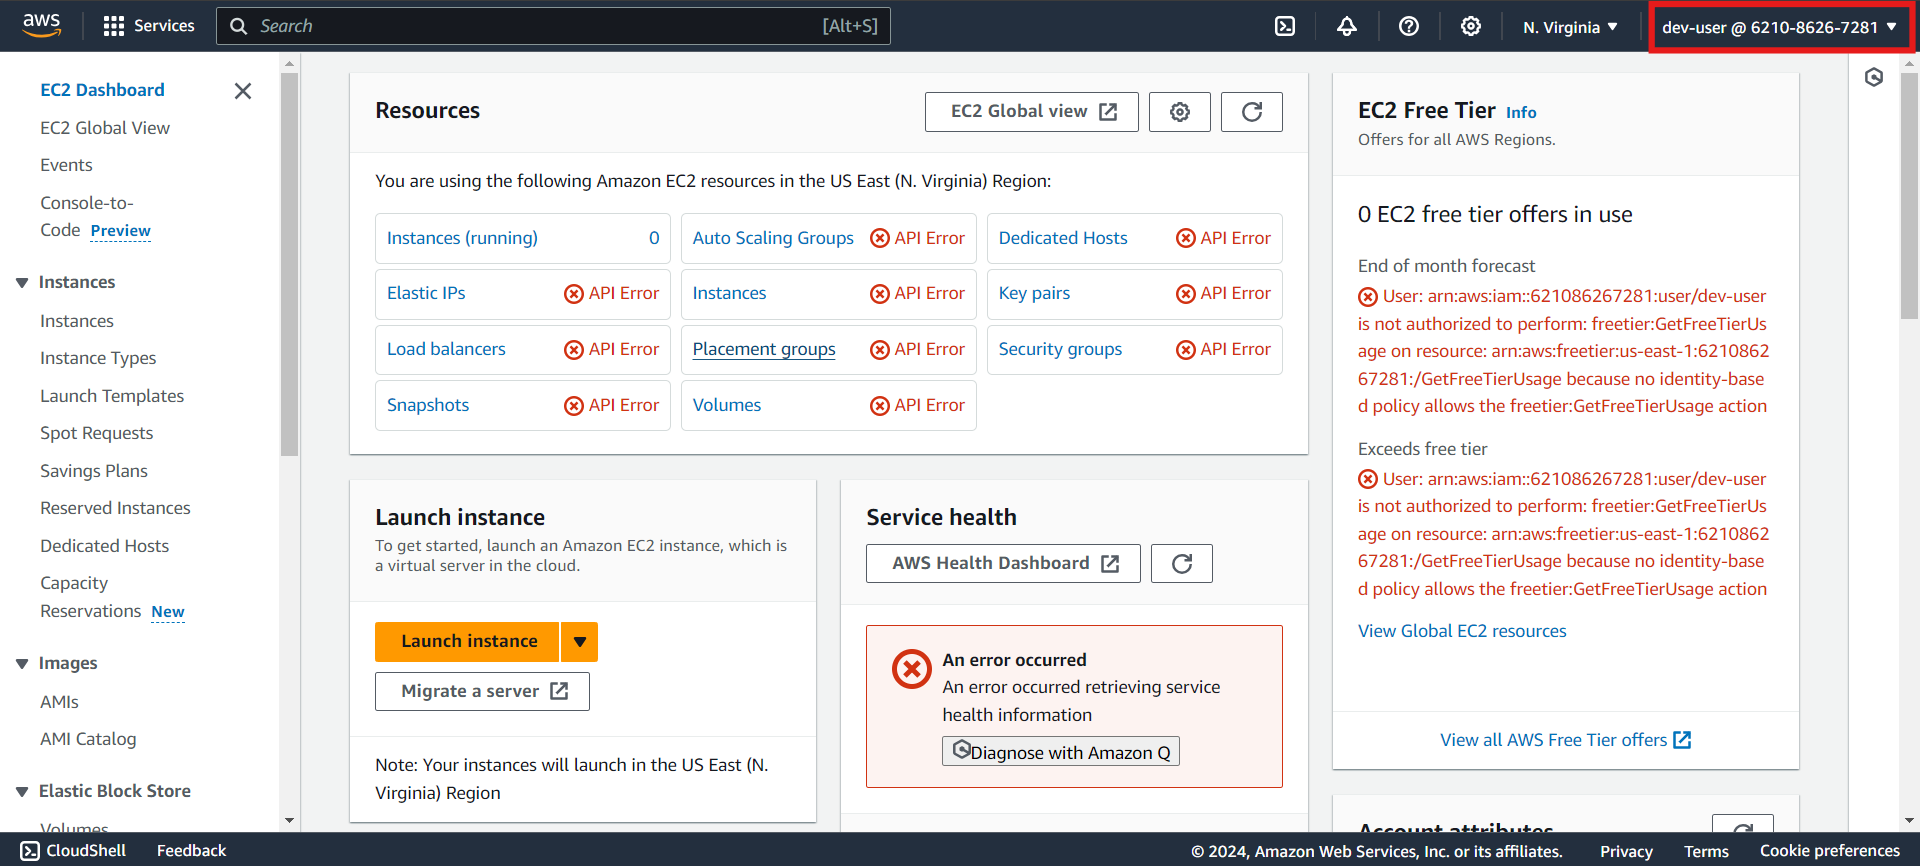 aws
Services
Search
[Alt+S]
N. Virginia
dev-user @ 6210-8626-7281
EC2 Dashboard
EC2 Global View
Events
Console-to-
Code Preview
Instances
Instances
Instance Types
Launch Templates
Spot Requests
Savings Plans
Reserved Instances
Dedicated Hosts
Capacity
Reservations New
Images
AMIs
AMI Catalog
Elastic Block Store
Volumes
Resources
EC2 Global view
You are using the following Amazon EC2 resources in the US East (N. Virginia) Region:
Instances (running) 0
Auto Scaling Groups API Error
Dedicated Hosts API Error
Elastic IPs API Error
Instances API Error
Key pairs API Error
Load balancers API Error
Placement groups API Error
Security groups API Error
Snapshots API Error
Volumes API Error
Launch instance
To get started, launch an Amazon EC2 instance, which is
a virtual server in the cloud.
Launch instance
Migrate a server
Note: Your instances will launch in the US East (N.
Virginia) Region
Service health
AWS Health Dashboard
An error occurred
An error occurred retrieving service
health information
Diagnose with Amazon Q
EC2 Free Tier Info
Offers for all AWS Regions.
0 EC2 free tier offers in use
End of month forecast
User: arn:aws:iam::621086267281:user/dev-user
is not authorized to perform: freetier:GetFreeTierUs
age on resource: arn:aws:freetier:us-east-1:6210862
67281:/GetFreeTierUsage because no identity-base
d policy allows the freetier:GetFreeTierUsage action
Exceeds free tier
User: arn:aws:iam::621086267281:user/dev-user
is not authorized to perform: freetier:GetFreeTierUs
age on resource: arn:aws:freetier:us-east-1:6210862
67281:/GetFreeTierUsage because no identity-base
d policy allows the freetier:GetFreeTierUsage action
View Global EC2 resources
View all AWS Free Tier offers
Account attributes
CloudShell
Feedback
© 2024, Amazon Web Services, Inc. or its affiliates.
Privacy
Terms
Cookie preferences